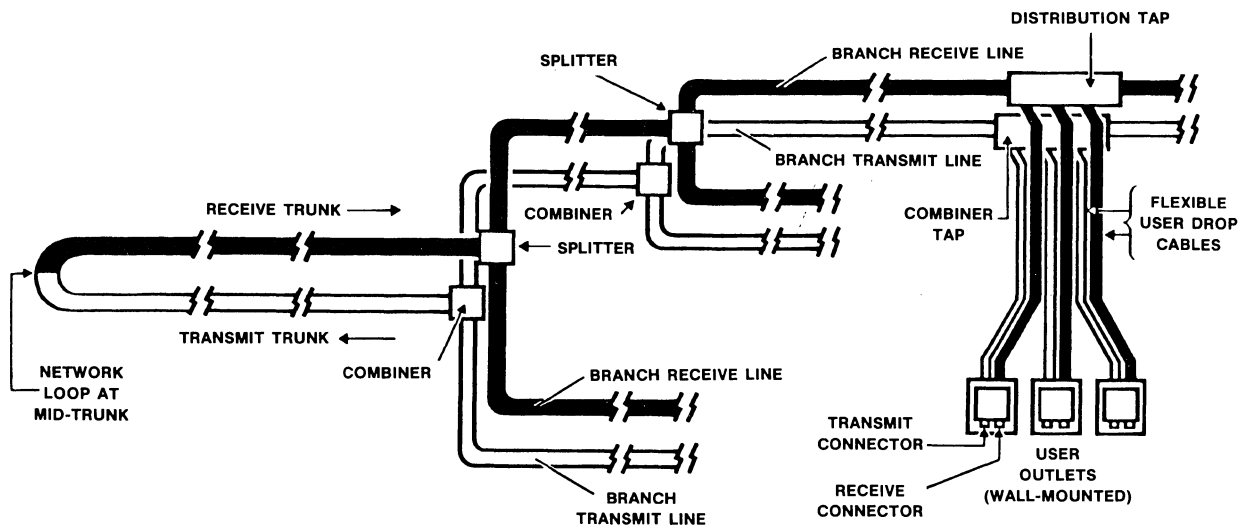 DISTRIBUTION TAP
SPLITTER
BRANCH RECEIVE LINE
BRANCH TRANSMIT LINE
RECEIVE TRUNK
COMBINER
SPLITTER
COMBINER
TAP
FLEXIBLE
USER DROP
CABLES
TRANSMIT TRUNK
NETWORK
LOOP AT
MID-TRUNK
COMBINER
BRANCH RECEIVE LINE
TRANSMIT
CONNECTOR
USER
OUTLETS
(WALL-MOUNTED)
RECEIVE
CONNECTOR
BRANCH
TRANSMIT LINE